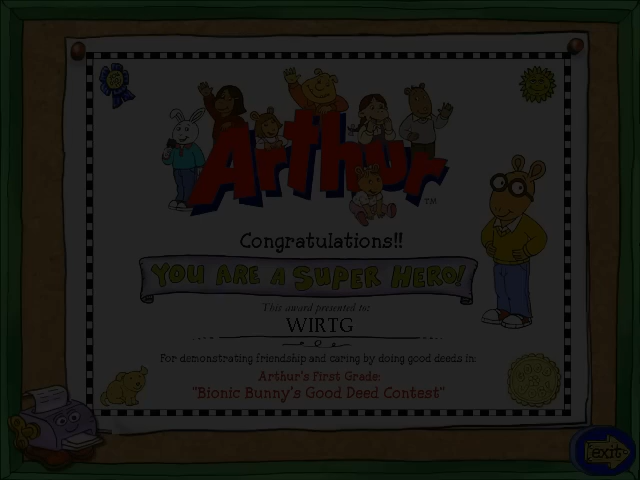 Arthur™
Congratulations!!
YOU ARE A SUPER HERO!
This award presented to:
WIRTG
For demonstrating friendship and caring by doing good deeds in:
Arthur's First Grade:
"Bionic Bunny's Good Deed Contest"
exit